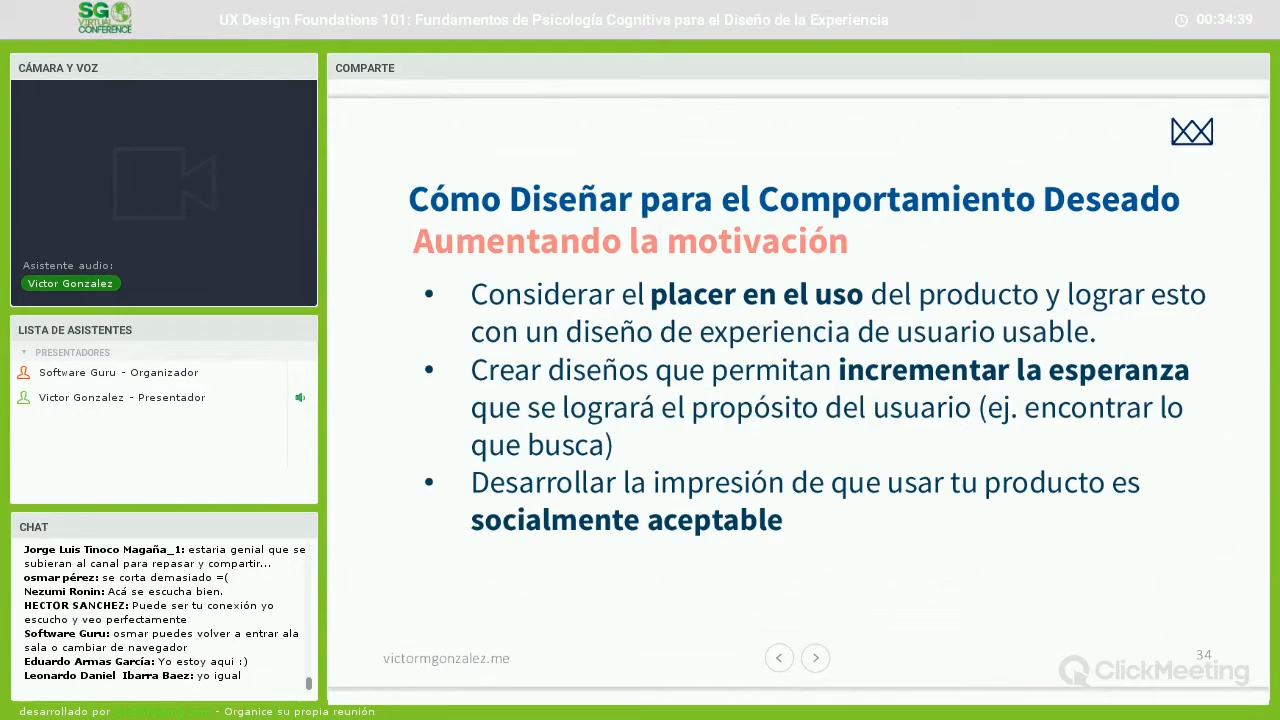 SG
VIRTUAL
CONFERENCE
UX Design Foundations 101: Fundamentos de Psicología Cognitiva para el Diseño de la Experiencia
00:34:39
CÁMARA Y VOZ
Asistente audio:
Victor Gonzalez
LISTA DE ASISTENTES
PRESENTADORES
Software Guru - Organizador
Victor Gonzalez - Presentador
CHAT
Jorge Luis Tinoco Magaña_1: estaria genial que se
subieran al canal para repasar y compartir...
osmar pérez: se corta demasiado =(
Nezumi Ronin: Acá se escucha bien.
HECTOR SANCHEZ: Puede ser tu conexión yo
escucho y veo perfectamente
Software Guru: osmar puedes volver a entrar ala
sala o cambiar de navegador
Eduardo Armas García: Yo estoy aqui :)
Leonardo Daniel Ibarra Baez: yo igual
COMPARTE
Cómo Diseñar para el Comportamiento Deseado
Aumentando la motivación
• Considerar el placer en el uso del producto y lograr esto
con un diseño de experiencia de usuario usable.
• Crear diseños que permitan incrementar la esperanza
que se logrará el propósito del usuario (ej. encontrar lo
que busca)
• Desarrollar la impresión de que usar tu producto es
socialmente aceptable
victormgonzalez.me
34
ClickMeeting
desarrollado por - Organice su propia reunión